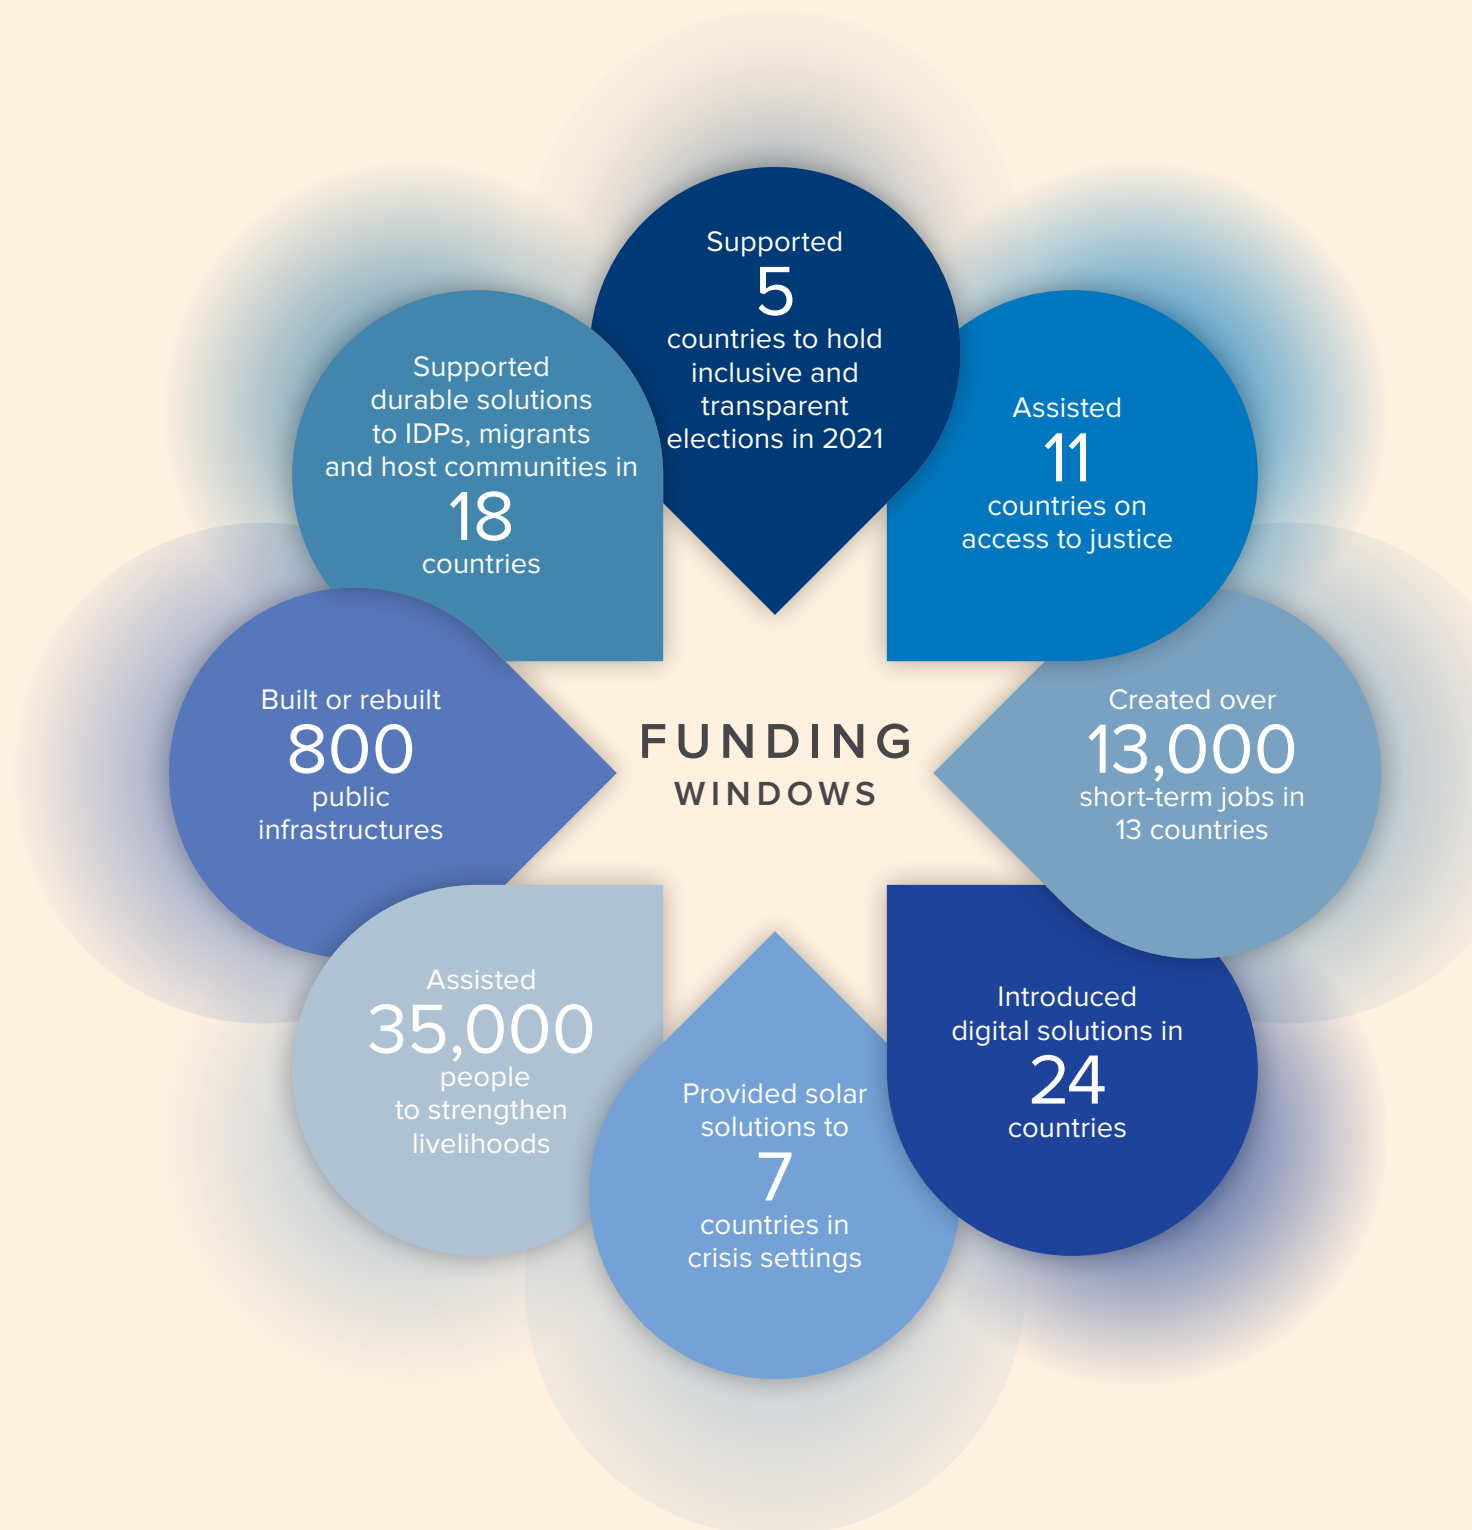 Supported
5
countries to hold
inclusive and
transparent
elections in 2021
Assisted
11
countries on
access to justice
Created over
13,000
short-term jobs in
13 countries
Introduced
digital solutions in
24
countries
Provided solar
solutions to
7
countries in
crisis settings
Assisted
35,000
people
to strengthen
livelihoods
Built or rebuilt
800
public
infrastructures
Supported
durable solutions
to IDPs, migrants
and host communities in
18
countries
FUNDING
WINDOWS